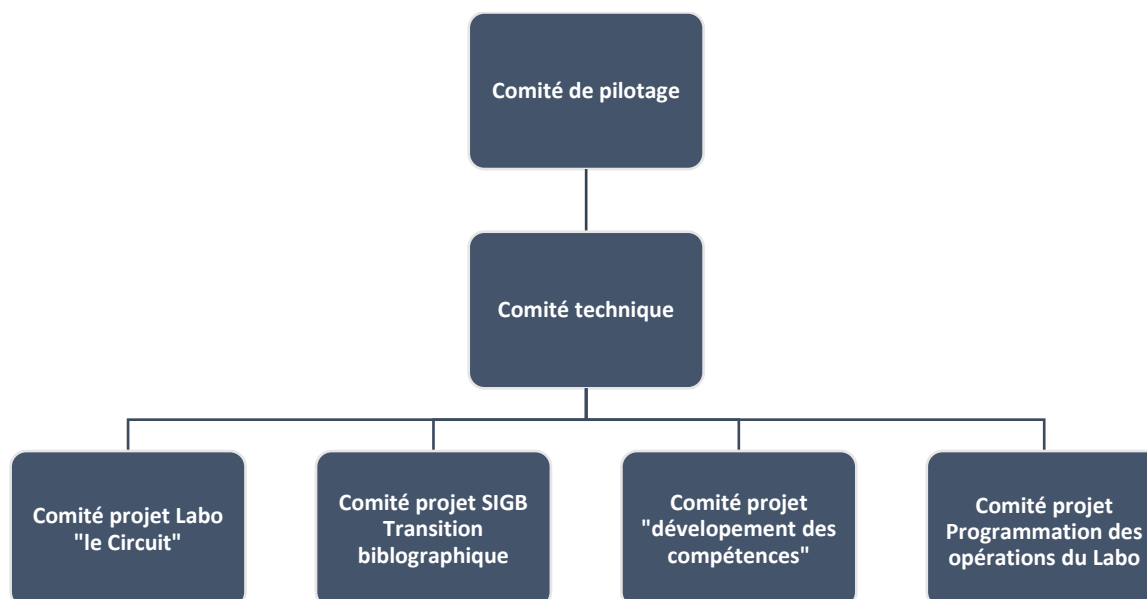 Comité de pilotage
Comité technique
Comité projet Labo
"le Circuit"
Comité projet SIGB
Transition
biblographique
Comité projet
"dévelopement des
compétences"
Comité projet
Programmation des
opérations du Labo